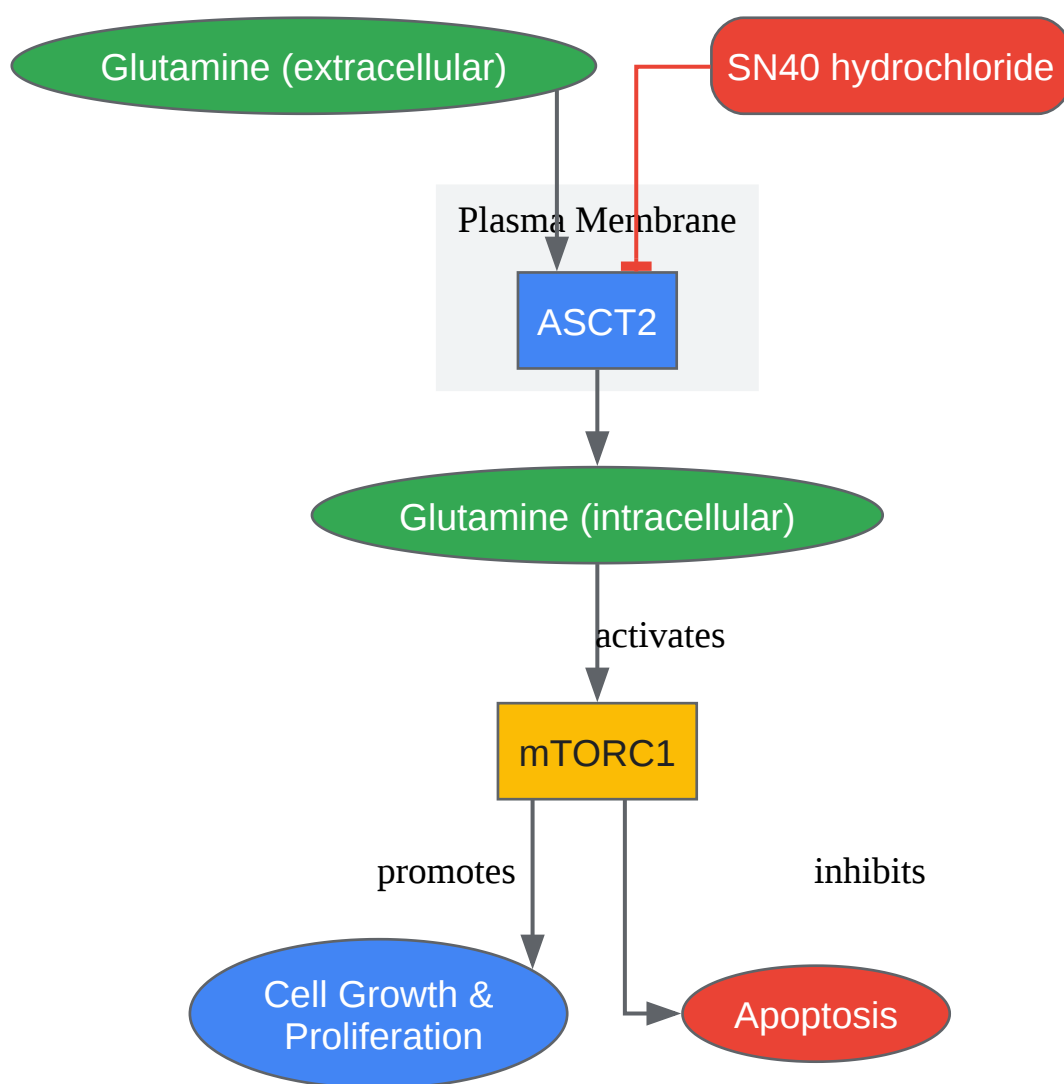 Glutamine (extracellular)
SN40 hydrochloride
Plasma Membrane
ASCT2
Glutamine (intracellular)
activates
mTORC1
promotes
inhibits
Cell Growth &
Proliferation
Apoptosis